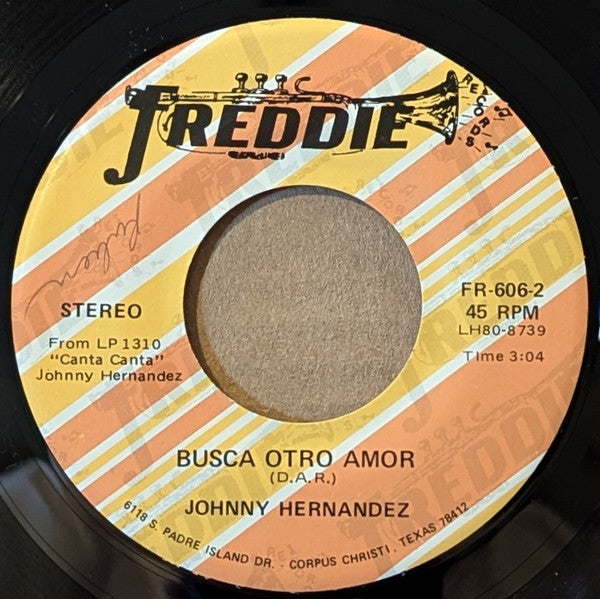 FREDDIE
RECORDS
STEREO
From LP 1310
"Canta Canta"
Johnny Hernandez
FR-606-2
45 RPM
LH80-8739
Time 3:04
BUSCA OTRO AMOR
(D.A.R.)
JOHNNY HERNANDEZ
6118 S. PADRE ISLAND DR. - CORPUS CHRISTI, TEXAS 78412